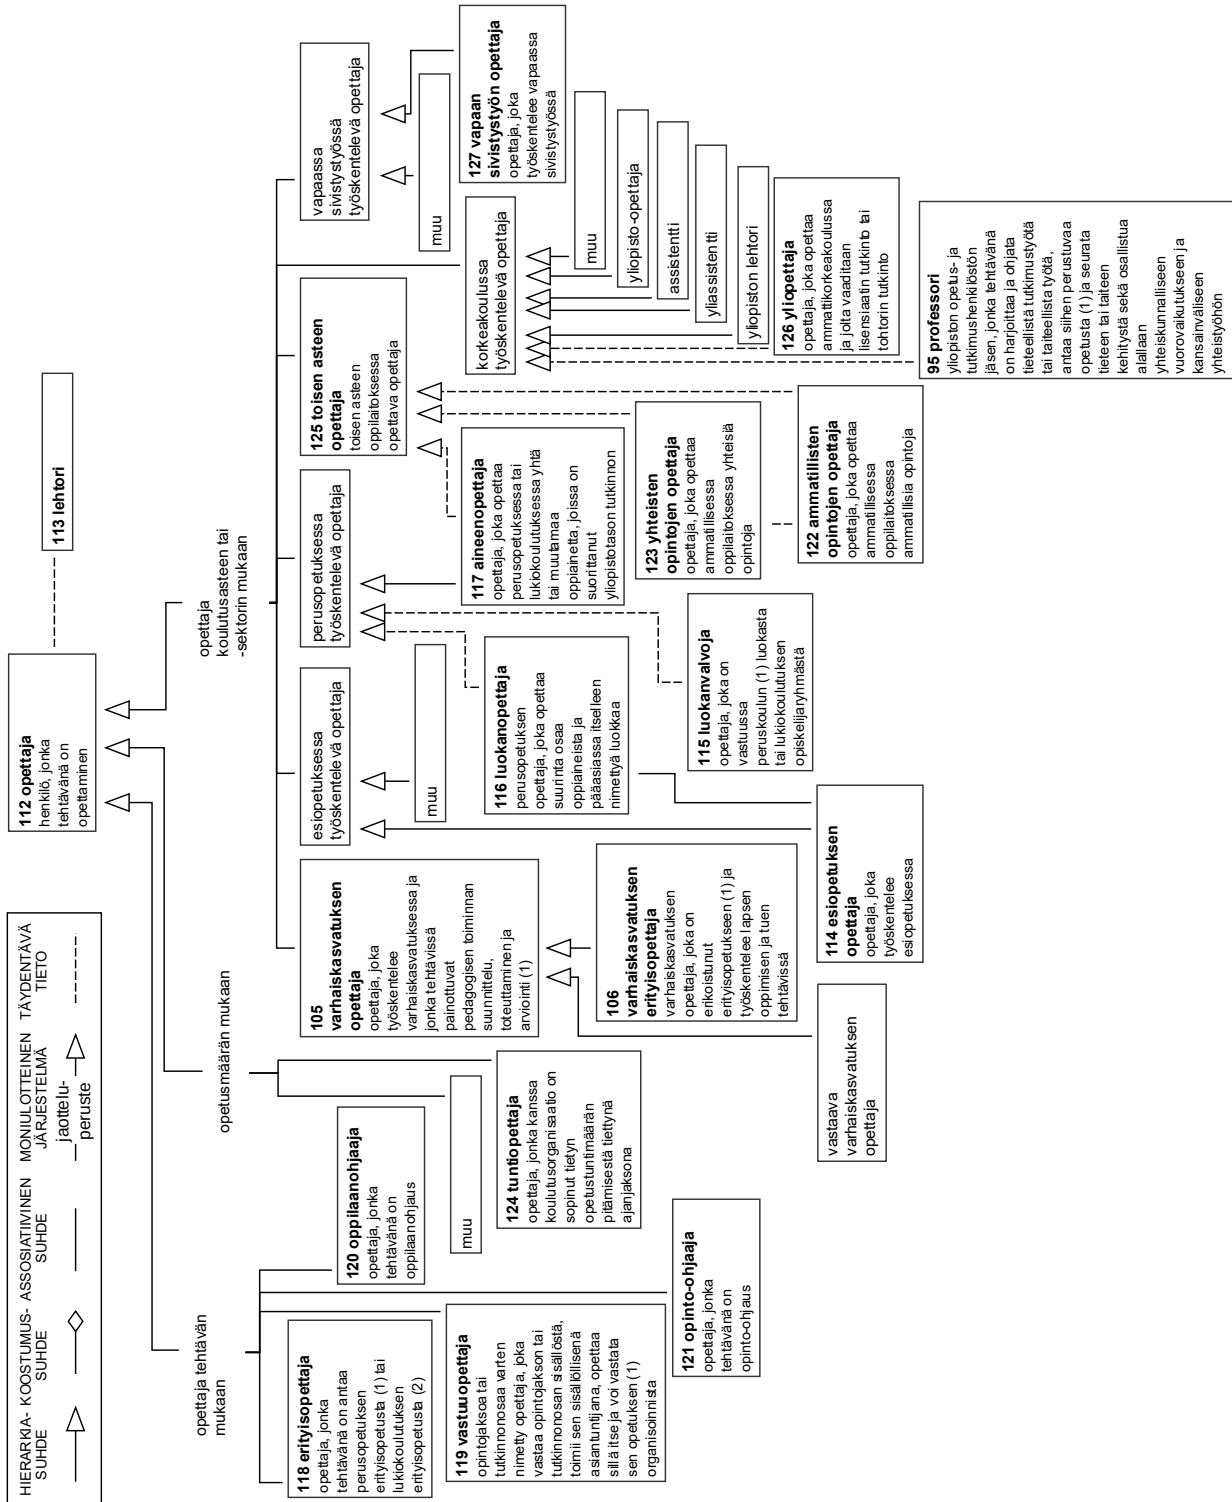 HIERARKIA-
SUHDE
KOOSTUMUS-
SUHDE
ASSOSIATIIVINEN
SUHDE
MONIULOTTEINEN
JÄRJESTELMÄ
jaottelu-
peruste
TÄYDENTÄVÄ
TIETO
112 opettaja
henkilö, jonka
tehtävänä on
opettaminen
113 lehtori
opettaja tehtävän
mukaan
opetusmäärän mukaan
opettaja
koulutusasteen tai
-sektorin mukaan
118 erityisopettaja
opettaja, jonka
tehtävänä on antaa
perusopetuksen
erityisopetusta (1) tai
lukiokoulutuksen
erityisopetusta (2)
119 vastuuopettaja
opintojaksoa tai
tutkinnonosaa varten
nimetty opettaja, joka
vastaa opintojakson tai
tutkinnonosan sisällöstä,
toimii sen sisällöllisenä
asiantuntijana, opettaa
sillä itse ja voi vastata
sen opetuksen (1)
organisoinnista
120 oppilaanohjaaja
opettaja, jonka
tehtävänä on
oppilaanohjaus
121 opinto-ohjaaja
opettaja, jonka
tehtävänä on
opinto-ohjaus
muu
124 tuntiopettaja
opettaja, jonka kanssa
koulutusorganisaatio on
sopinut tietyn
opetustuntimäärän
pitämisestä tiettynä
ajanjaksona
105
varhaiskasvatuksen
opettaja
opettaja, joka
työskentelee
varhaiskasvatuksessa ja
jonka tehtävissä
painottuvat
pedagogisen toiminnan
suunnittelu,
toteuttaminen ja
arviointi (1)
106
varhaiskasvatuksen
erityisopettaja
varhaiskasvatuksen
opettaja, joka on
erikoistunut
erityisopetukseen (1) ja
työskentelee lapsen
oppimisen ja tuen
tehtävissä
vastaava
varhaiskasvatuksen
opettaja
esiopetuksessa
työskentelevä opettaja
muu
114 esiopetuksen
opettaja
opettaja, joka
työskentelee
esiopetuksessa
perusopetuksessa
työskentelevä opettaja
116 luokanopettaja
perusopetuksen
opettaja, joka opettaa
suurinta osaa
oppiaineista ja
pääasiassa itselleen
nimettyä luokkaa
115 luokanvalvoja
opettaja, joka on
vastuussa
peruskoulun (1) luokasta
tai lukiokoulutuksen
opiskelijaryhmästä
117 aineenopettaja
opettaja, joka opettaa
perusopetuksessa tai
lukiokoulutuksessa yhtä
tai muutamaa
oppiainetta, joissa on
suorittanut
yliopistotason tutkinnon
125 toisen asteen
opettaja
toisen asteen
oppilaitoksessa
opettava opettaja
123 yhteisten
opintojen opettaja
opettaja, joka opettaa
ammatillisessa
oppilaitoksessa yhteisiä
opintoja
122 ammatillisten
opintojen opettaja
opettaja, joka opettaa
ammatillisessa
oppilaitoksessa
ammatillisia opintoja
korkeakoulussa
työskentelevä opettaja
muu
yliopisto-opettaja
assistentti
yliassistentti
yliopiston lehtori
126 yliopettaja
opettaja, joka opettaa
ammattikorkeakoulussa
ja jolta vaaditaan
lisensiaatin tutkinto tai
tohtorin tutkinto
95 professori
yliopiston opetus- ja
tutkimushenkilöstön
jäsen, jonka tehtävänä
on harjoittaa ja ohjata
tieteellistä tutkimustyötä
tai taiteellista työtä,
antaa siihen perustuvaa
opetusta (1) ja seurata
tieteen tai taiteen
kehitystä sekä osallistua
alallaan
yhteiskunnalliseen
vuorovaikutukseen ja
kansainväliseen
yhteistyöhön
vapaassa
sivistystyössä
työskentelevä opettaja
muu
127 vapaan
sivistystyön opettaja
opettaja, joka
työskentelee vapaassa
sivistystyössä